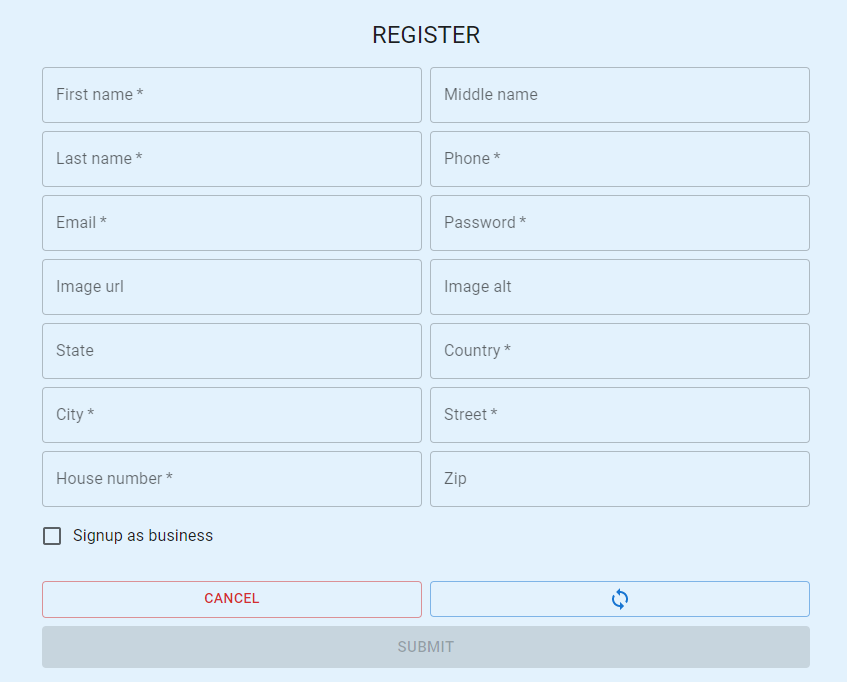 REGISTER
First name *
Middle name
Last name *
Phone *
Email *
Password *
Image url
Image alt
State
Country *
City *
Street *
House number *
Zip
Signup as business
CANCEL
SUBMIT